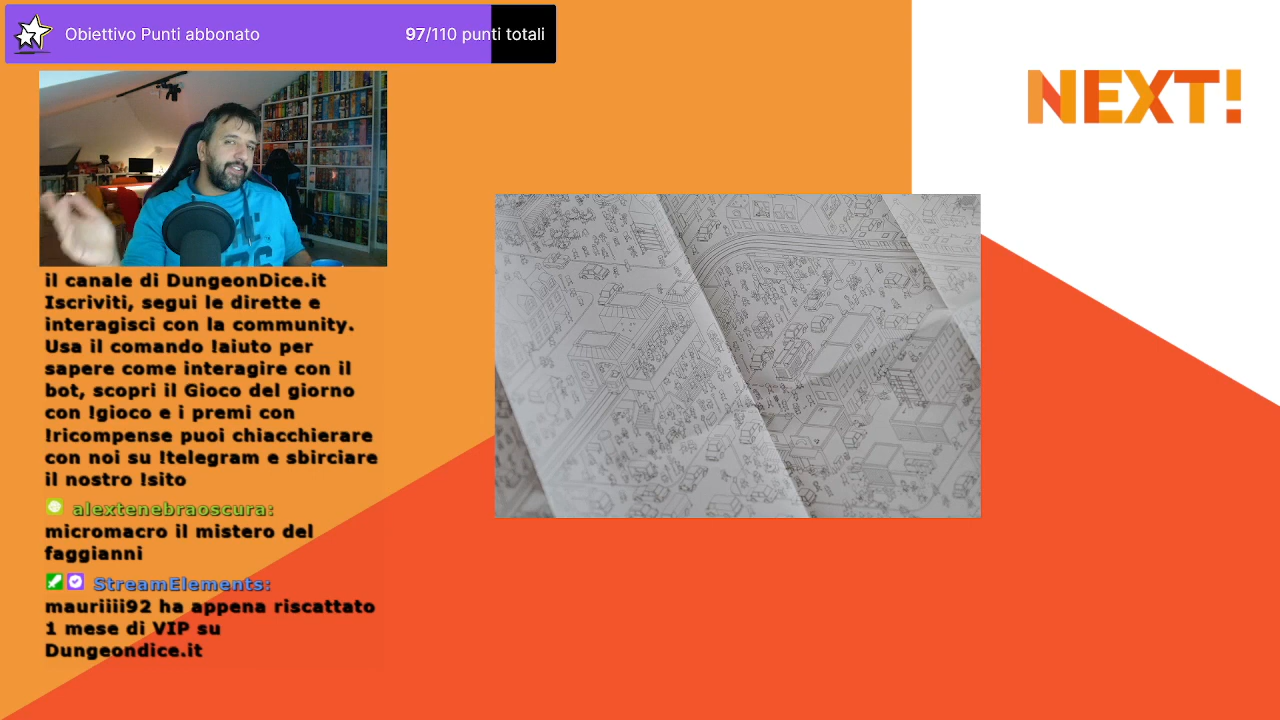 Obiettivo Punti abbonato 97/110 punti totali
NEXT!
il canale di DungeonDice.it
Iscriviti, segui le dirette e
interagisci con la community.
Usa il comando !aiuto per
sapere come interagire con il
bot, scopri il Gioco del giorno
con !gioco e i premi con
!ricompense puoi chiacchierare
con noi su !telegram e sbirciare
il nostro !sito
alextenebraoscura:
micromacro il mistero del
faggianni
StreamElements:
mauriiii92 ha appena riscattato
1 mese di VIP su
Dungeondice.it